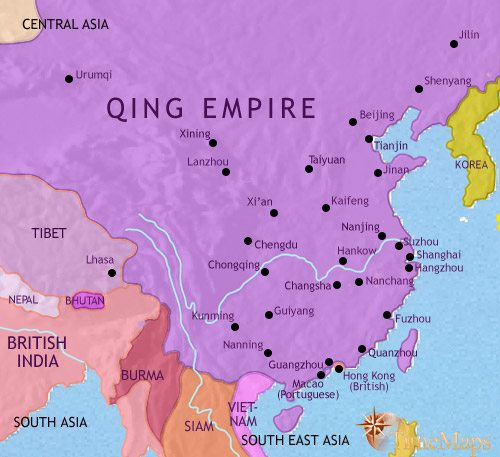 CENTRAL ASIA
Jilin
Urumqi
Shenyang
QING EMPIRE
Beijing
Xining
Tianjin
Lanzhou
Taiyuan
Jinan
KOREA
Xi'an
Kaifeng
TIBET
Nanjing
Chengdu
Suzhou
Hankow
Shanghai
Lhasa
Chongqing
Hangzhou
Changsha
Nanchang
NEPAL
BHUTAN
Kunming
Guiyang
Fuzhou
BRITISH
INDIA
Nanning
Quanzhou
Guangzhou
BURMA
Hong Kong
(British)
Macao
(Portuguese)
VIET-
NAM
SOUTH ASIA
SIAM
SOUTH EAST ASIA
TimeMaps